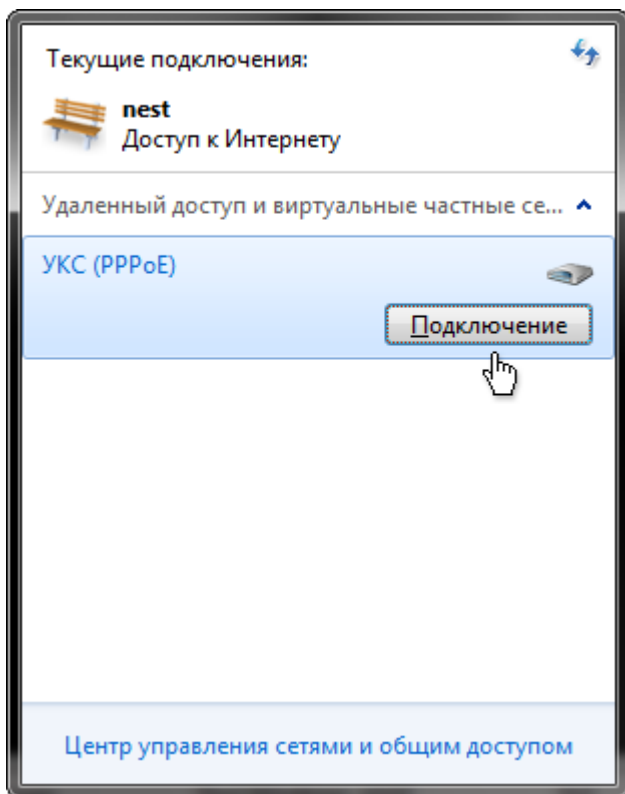 Текущие подключения:
nest
Доступ к Интернету
Удаленный доступ и виртуальные частные се...
УКС (PPPoE)
Подключение
Центр управления сетями и общим доступом